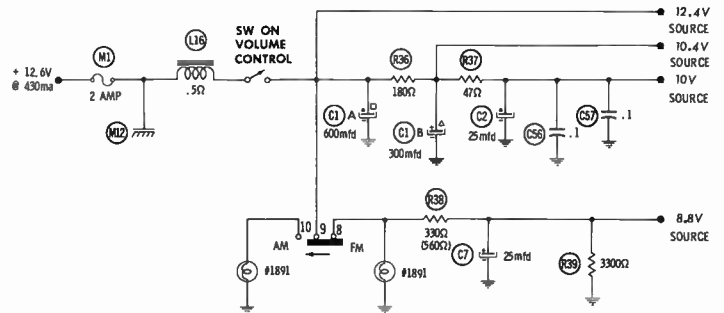 SW ON
VOLUME
CONTROL
12.4V
SOURCE
10.4V
SOURCE
10V
SOURCE
+ 12.6V
@ 430ma
M1
2 AMP
M12
L16
.5Ω
C1 A
600mfd
R36
180Ω
C1 B
300mfd
R37
47Ω
C2
25mfd
C56
.1
C57
.1
10 9 8
AM
FM
#1891
#1891
R38
330Ω
(560Ω)
C7
25mfd
R39
3300Ω
8.8V
SOURCE